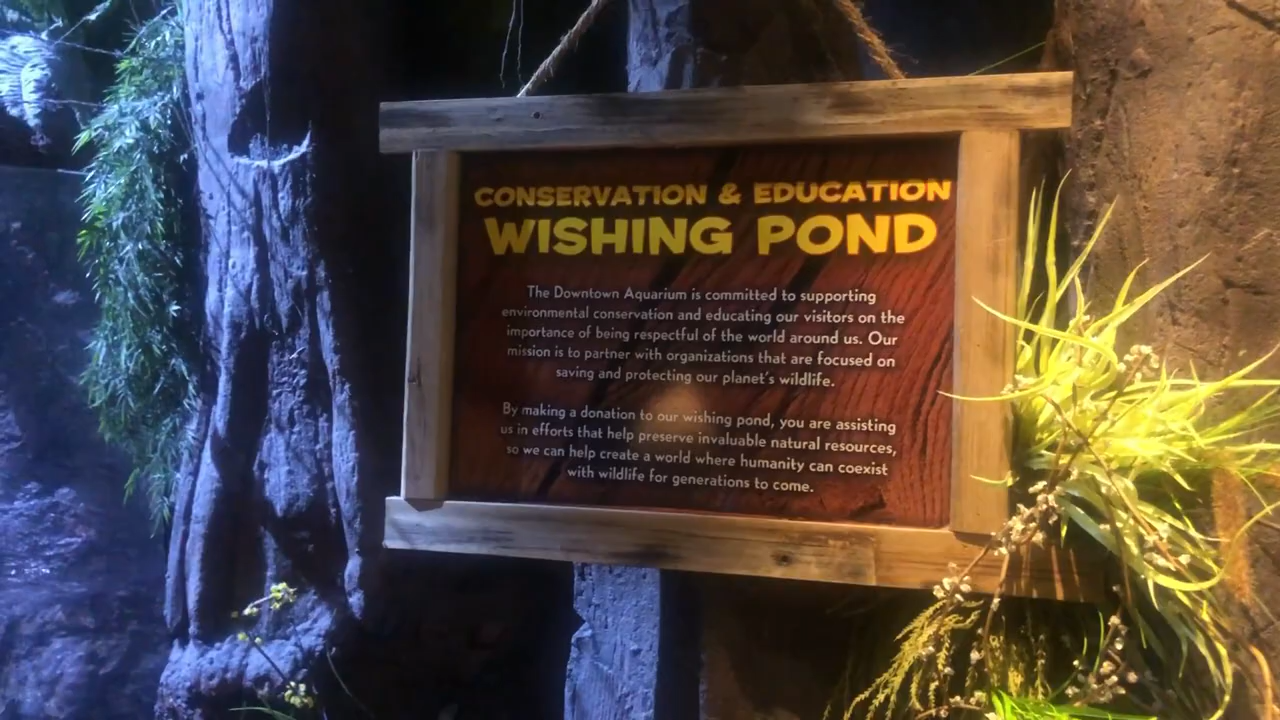 CONSERVATION & EDUCATION
WISHING POND
The Downtown Aquarium is committed to supporting
environmental conservation and educating our visitors on the
importance of being respectful of the world around us. Our
mission is to partner with organizations that are focused on
saving and protecting our planet's wildlife.
By making a donation to our wishing pond, you are assisting
us in efforts that help preserve invaluable natural resources,
so we can help create a world where humanity can coexist
with wildlife for generations to come.